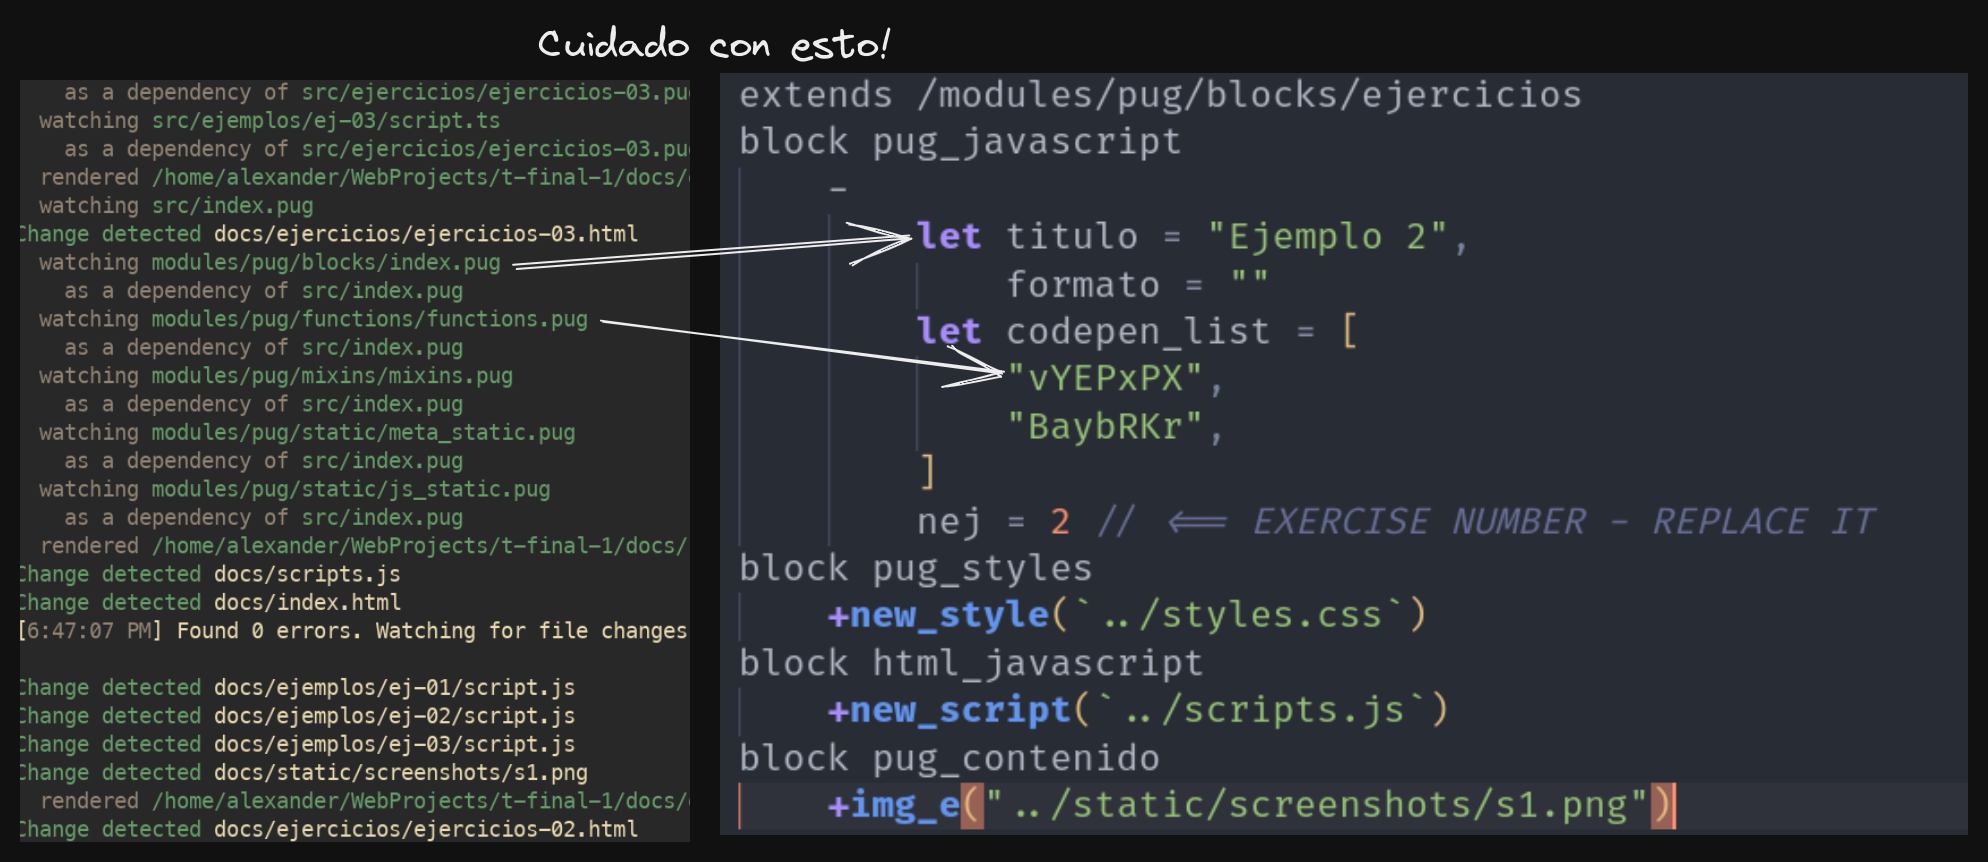 Cuidado con esto!
as a dependency of src/ejercicios/ejercicios-03.pu
watching src/ejemplos/ej-03/script.ts
as a dependency of src/ejercicios/ejercicios-03.pu
rendered /home/alexander/WebProjects/t-final-1/docs/
watching src/index.pug
Change detected docs/ejercicios/ejercicios-03.html
watching modules/pug/blocks/index.pug
as a dependency of src/index.pug
watching modules/pug/functions/functions.pug
as a dependency of src/index.pug
watching modules/pug/mixins/mixins.pug
as a dependency of src/index.pug
watching modules/pug/static/meta_static.pug
as a dependency of src/index.pug
watching modules/pug/static/js_static.pug
as a dependency of src/index.pug
rendered /home/alexander/WebProjects/t-final-1/docs/
Change detected docs/scripts.js
Change detected docs/index.html
[6:47:07 PM] Found 0 errors. Watching for file changes
Change detected docs/ejemplos/ej-01/script.js
Change detected docs/ejemplos/ej-02/script.js
Change detected docs/ejemplos/ej-03/script.js
Change detected docs/static/screenshots/s1.png
rendered /home/alexander/WebProjects/t-final-1/docs/
Change detected docs/ejercicios/ejercicios-02.html
extends /modules/pug/blocks/ejercicios
block pug_javascript
-
let titulo = "Ejemplo 2",
formato = ""
let codepen_list = [
"vYEPxPX",
"BaybRKr",
]
nej = 2 // <== EXERCISE NUMBER - REPLACE IT
block pug_styles
+new_style(`../styles.css`)
block html_javascript
+new_script(`../scripts.js`)
block pug_contenido
+img_e("../static/screenshots/s1.png")